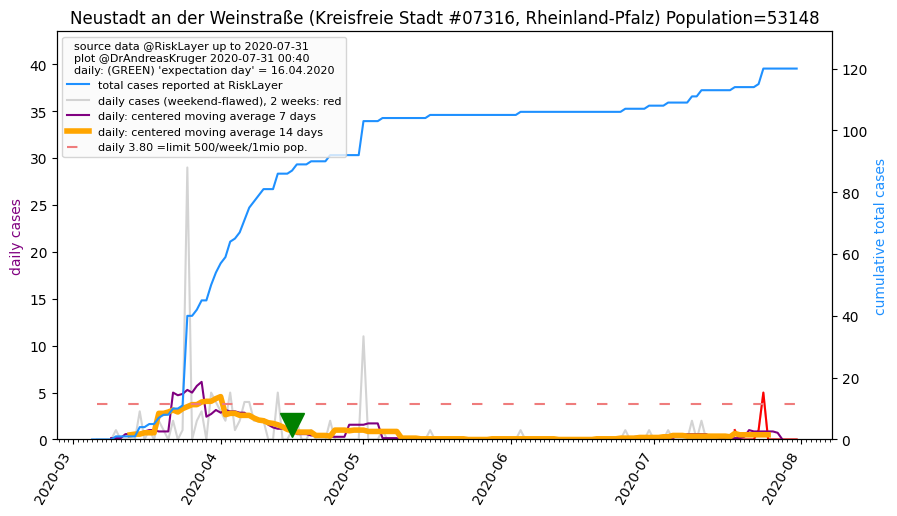 Neustadt an der Weinstraße (Kreisfreie Stadt #07316, Rheinland-Pfalz) Population=53148
source data @RiskLayer up to 2020-07-31
plot @DrAndreasKruger 2020-07-31 00:40
daily: (GREEN) 'expectation day' = 16.04.2020
total cases reported at RiskLayer
daily cases (weekend-flawed), 2 weeks: red
daily: centered moving average 7 days
daily: centered moving average 14 days
daily 3.80 =limit 500/week/1mio pop.
daily cases
40
35
30
25
20
15
10
5
0
cumulative total cases
120
100
80
60
40
20
0
2020-03
2020-04
2020-05
2020-06
2020-07
2020-08